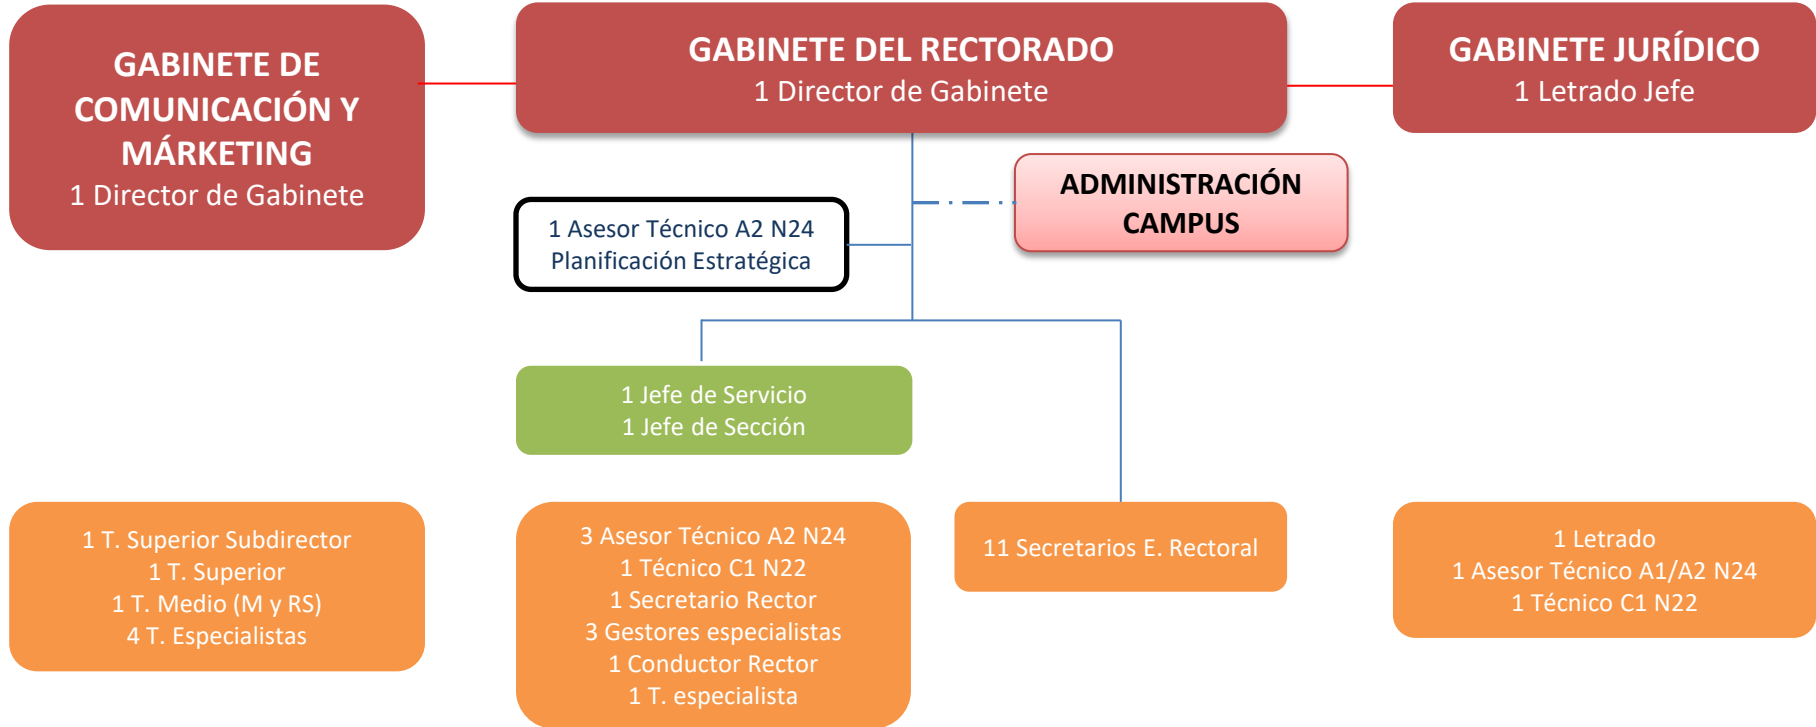 GABINETE DE
COMUNICACIÓN Y
MÁRKETING
1 Director de Gabinete
GABINETE DEL RECTORADO
1 Director de Gabinete
GABINETE JURÍDICO
1 Letrado Jefe
ADMINISTRACIÓN
CAMPUS
1 Asesor Técnico A2 N24
Planificación Estratégica
1 Jefe de Servicio
1 Jefe de Sección
1 T. Superior Subdirector
1 T. Superior
1 T. Medio (M y RS)
4 T. Especialistas
3 Asesor Técnico A2 N24
1 Técnico C1 N22
1 Secretario Rector
3 Gestores especialistas
1 Conductor Rector
1 T. especialista
11 Secretarios E. Rectoral
1 Letrado
1 Asesor Técnico A1/A2 N24
1 Técnico C1 N22